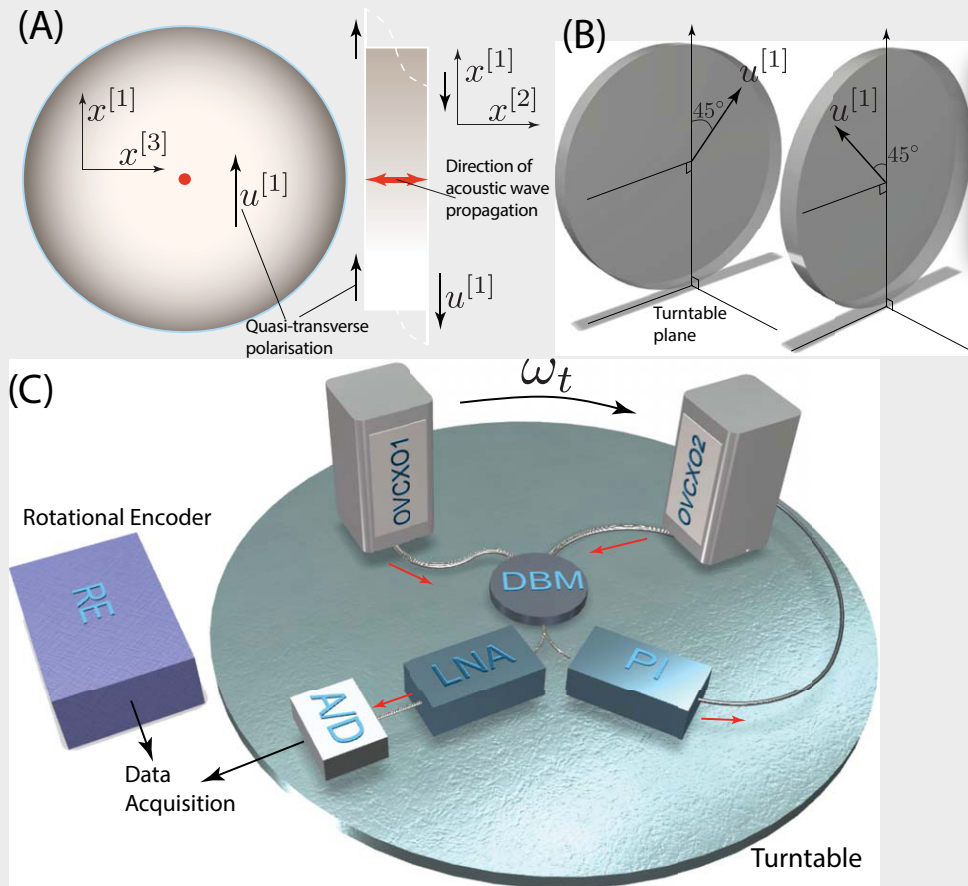 (A)
x^[1]
x^[3]
u^[1]
Quasi-transverse
polarisation
x^[1]
x^[2]
Direction of
acoustic wave
propagation
u^[1]
(B)
45°
u^[1]
u^[1]
45°
Turntable
plane
(C)
ω_t
OVCXO1
OVCXO2
Rotational Encoder
RE
DBM
LNA
PI
A/D
Data
Acquisition
Turntable